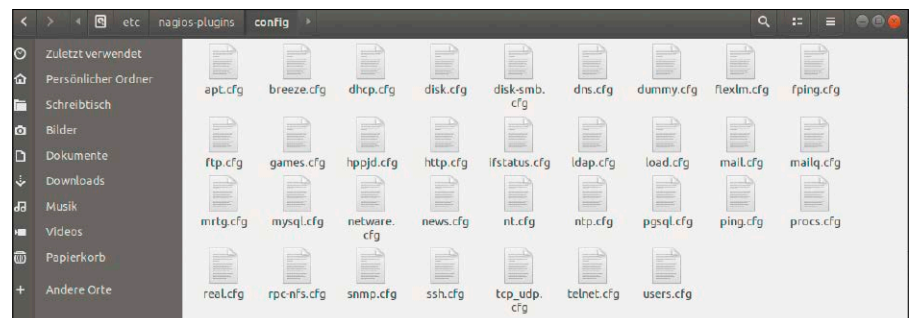 etc nagios-plugins config
Zuletzt verwendet
Persönlicher Ordner
Schreibtisch
Bilder
Dokumente
Downloads
Musik
Videos
Papierkorb
Andere Orte
apt.cfg breeze.cfg dhcp.cfg disk.cfg disk-smb.cfg dns.cfg dummy.cfg flexlm.cfg fping.cfg
ftp.cfg games.cfg hppjd.cfg http.cfg ifstatus.cfg ldap.cfg load.cfg mail.cfg mailq.cfg
mrtg.cfg mysql.cfg netware.cfg news.cfg nt.cfg ntp.cfg pgsql.cfg ping.cfg procs.cfg
real.cfg rpc-nfs.cfg snmp.cfg ssh.cfg tcp_udp.cfg telnet.cfg users.cfg